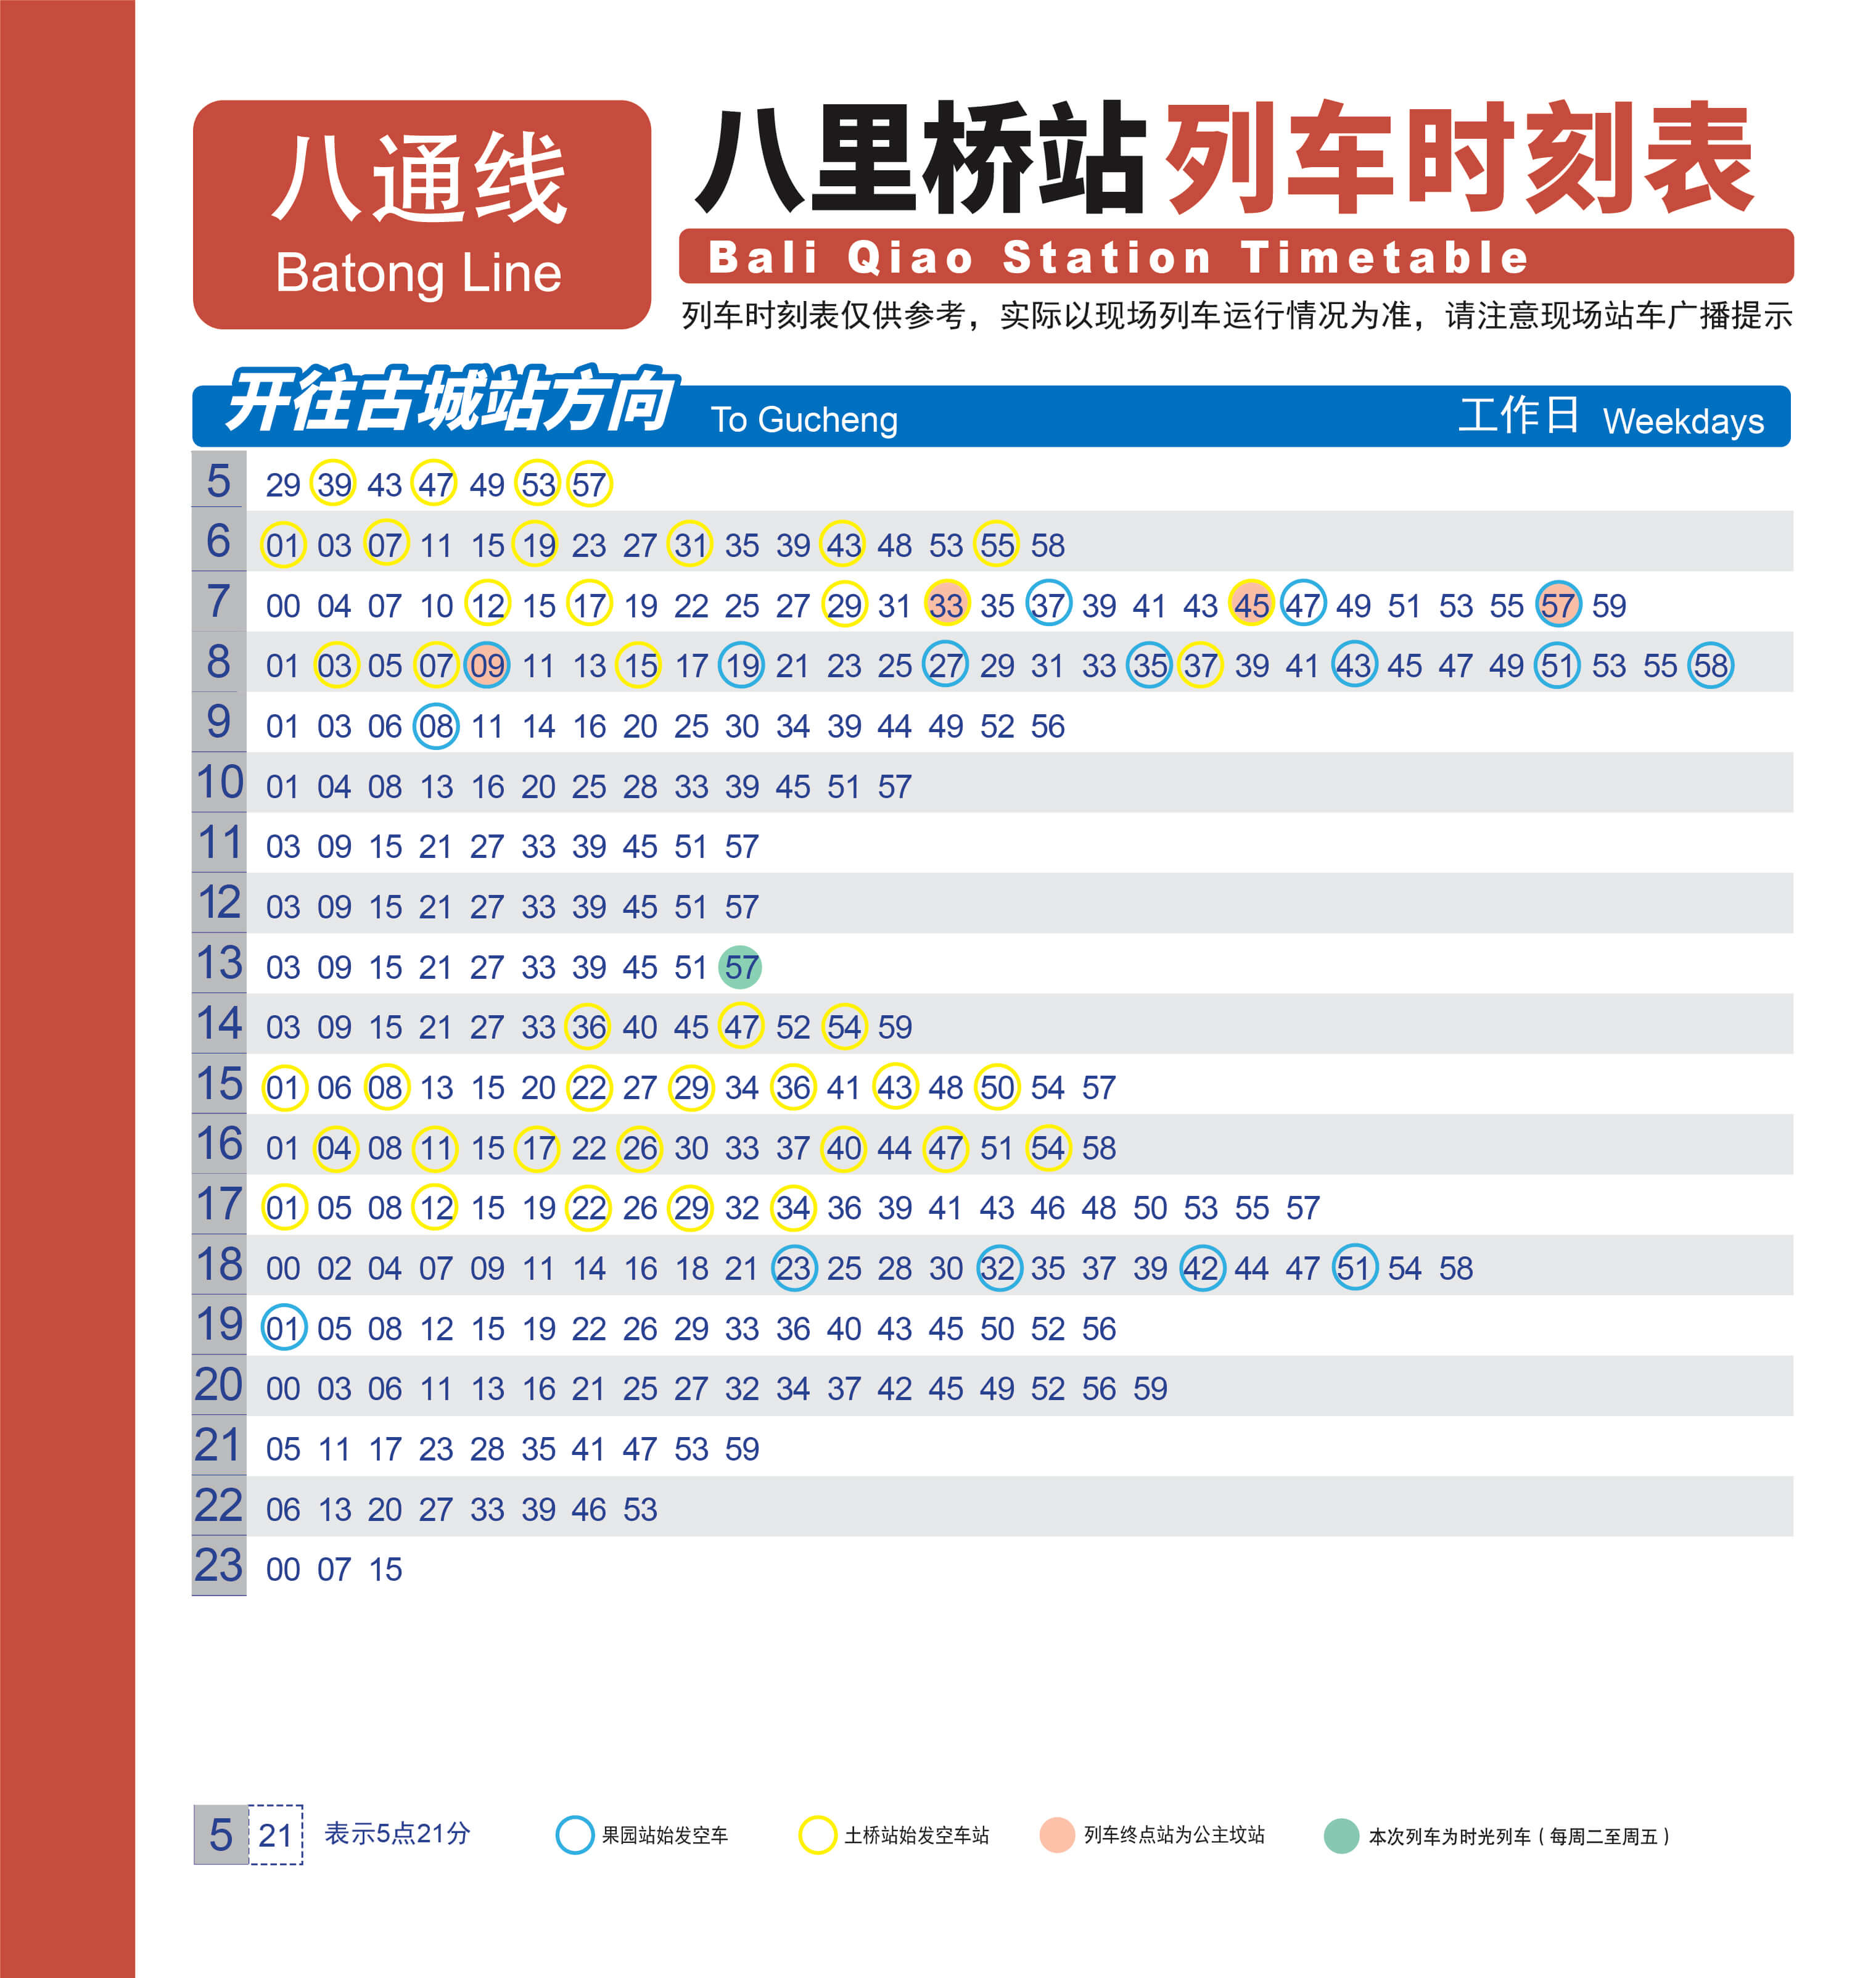 八通线
Batong Line
八里桥站列车时刻表
Bali Qiao Station Timetable
列车时刻表仅供参考，实际以现场列车运行情况为准，请注意现场站车广播提示
开往古城站方向 To Gucheng 工作日 Weekdays
5 29 39 43 47 49 53 57
6 01 03 07 11 15 19 23 27 31 35 39 43 48 53 55 58
7 00 04 07 10 12 15 17 19 22 25 27 29 31 33 35 37 39 41 43 45 47 49 51 53 55 57 59
8 01 03 05 07 09 11 13 15 17 19 21 23 25 27 29 31 33 35 37 39 41 43 45 47 49 51 53 55 58
9 01 03 06 08 11 14 16 20 25 30 34 39 44 49 52 56
10 01 04 08 13 16 20 25 28 33 39 45 51 57
11 03 09 15 21 27 33 39 45 51 57
12 03 09 15 21 27 33 39 45 51 57
13 03 09 15 21 27 33 39 45 51 57
14 03 09 15 21 27 33 36 40 45 47 52 54 59
15 01 06 08 13 15 20 22 27 29 34 36 41 43 48 50 54 57
16 01 04 08 11 15 17 22 26 30 33 37 40 44 47 51 54 58
17 01 05 08 12 15 19 22 26 29 32 34 36 39 41 43 46 48 50 53 55 57
18 00 02 04 07 09 11 14 16 18 21 23 25 28 30 32 35 37 39 42 44 47 51 54 58
19 01 05 08 12 15 19 22 26 29 33 36 40 43 45 50 52 56
20 00 03 06 11 13 16 21 25 27 32 34 37 42 45 49 52 56 59
21 05 11 17 23 28 35 41 47 53 59
22 06 13 20 27 33 39 46 53
23 00 07 15
5 21 表示5点21分 果园站始发空车 土桥站始发空车站 列车终点站为公主坟站 本次列车为时光列车（每周二至周五）